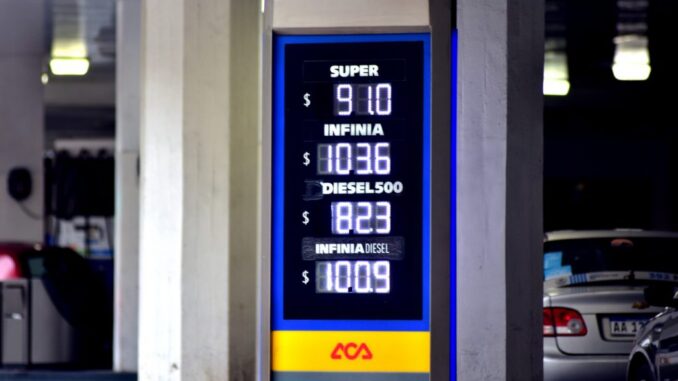 SUPER
$ 91.0
INFINIA
$ 103.6
DIESEL500
$ 82.3
INFINIA DIESEL
$ 100.9
ACA